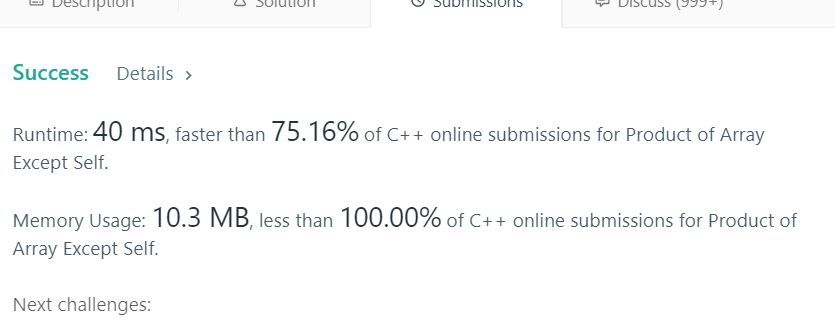 Description Solution Submissions Discuss (999+)
Success Details >
Runtime: 40 ms, faster than 75.16% of C++ online submissions for Product of Array
Except Self.
Memory Usage: 10.3 MB, less than 100.00% of C++ online submissions for Product of
Array Except Self.
Next challenges: